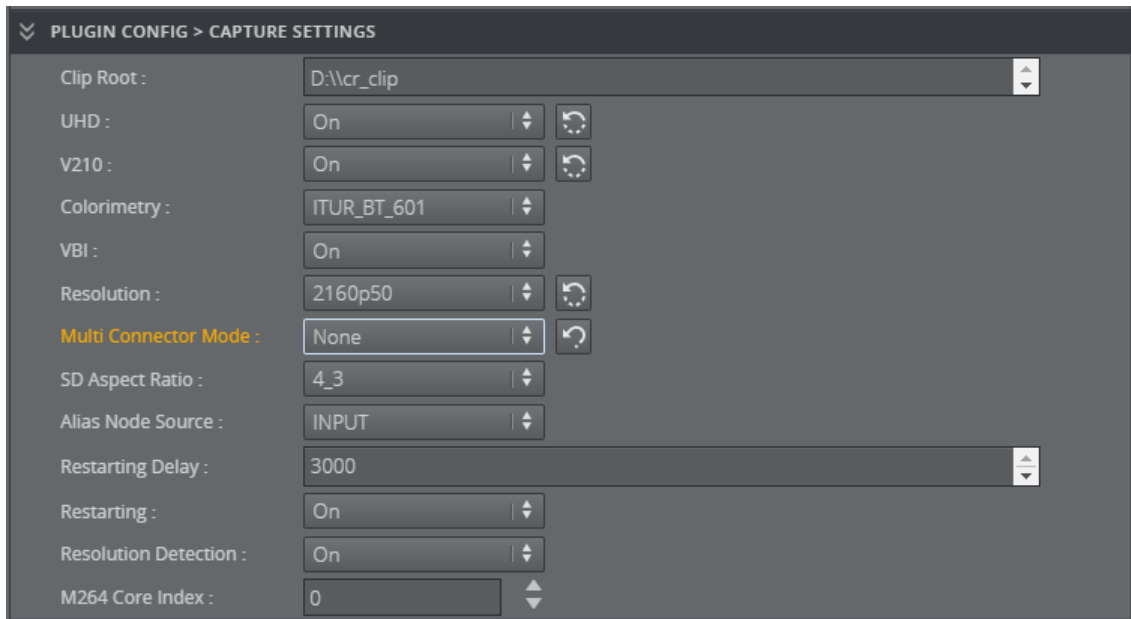 PLUGIN CONFIG > CAPTURE SETTINGS
Clip Root : D:\\cr_clip
UHD : On
V210 : On
Colorimetry : ITUR_BT_601
VBI : On
Resolution : 2160p50
Multi Connector Mode : None
SD Aspect Ratio : 4_3
Alias Node Source : INPUT
Restarting Delay : 3000
Restarting : On
Resolution Detection : On
M264 Core Index : 0